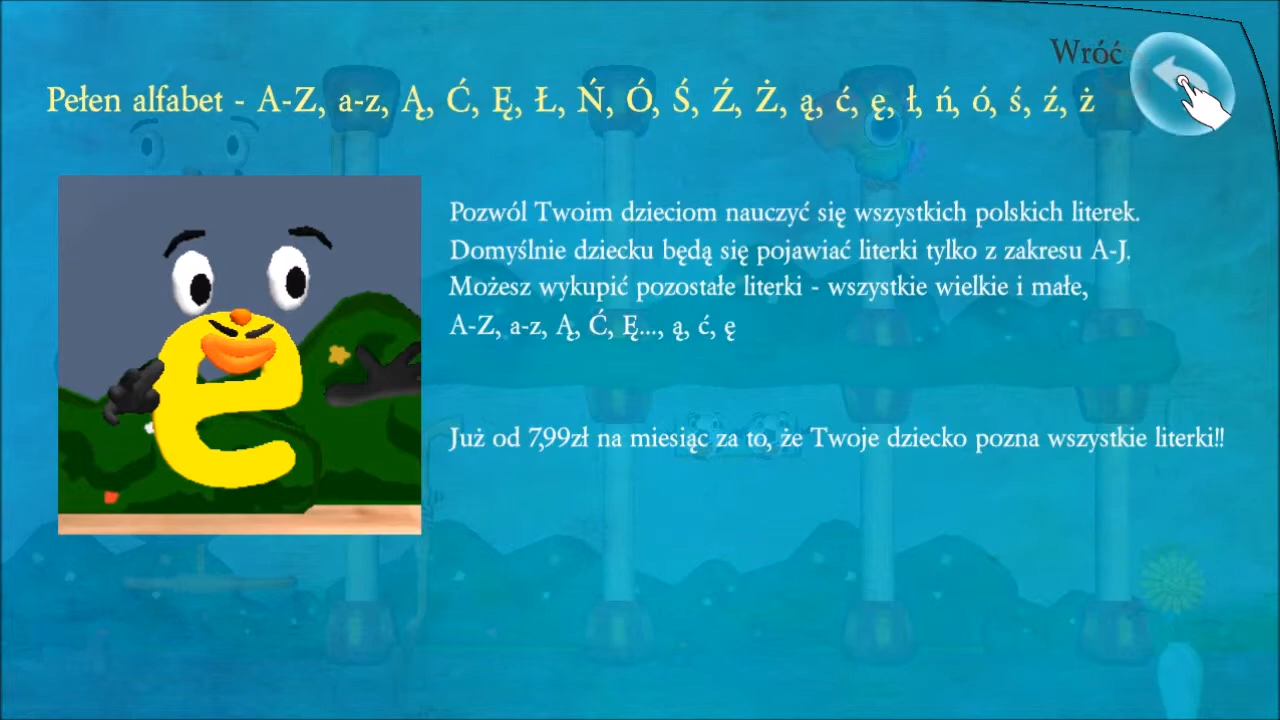 Wróć
Pełen alfabet - A-Z, a-z, Ą, Ć, Ę, Ł, Ń, Ó, Ś, Ź, Ż, ą, ć, ę, ł, ń, ó, ś, ź, ż
Pozwól Twoim dzieciom nauczyć się wszystkich polskich literek.
Domyślnie dziecku będą się pojawiać literki tylko z zakresu A-J.
Możesz wykupić pozostałe literki - wszystkie wielkie i małe,
A-Z, a-z, Ą, Ć, Ę..., ą, ć, ę
Już od 7,99zł na miesiąc za to, że Twoje dziecko pozna wszystkie literki!!
e